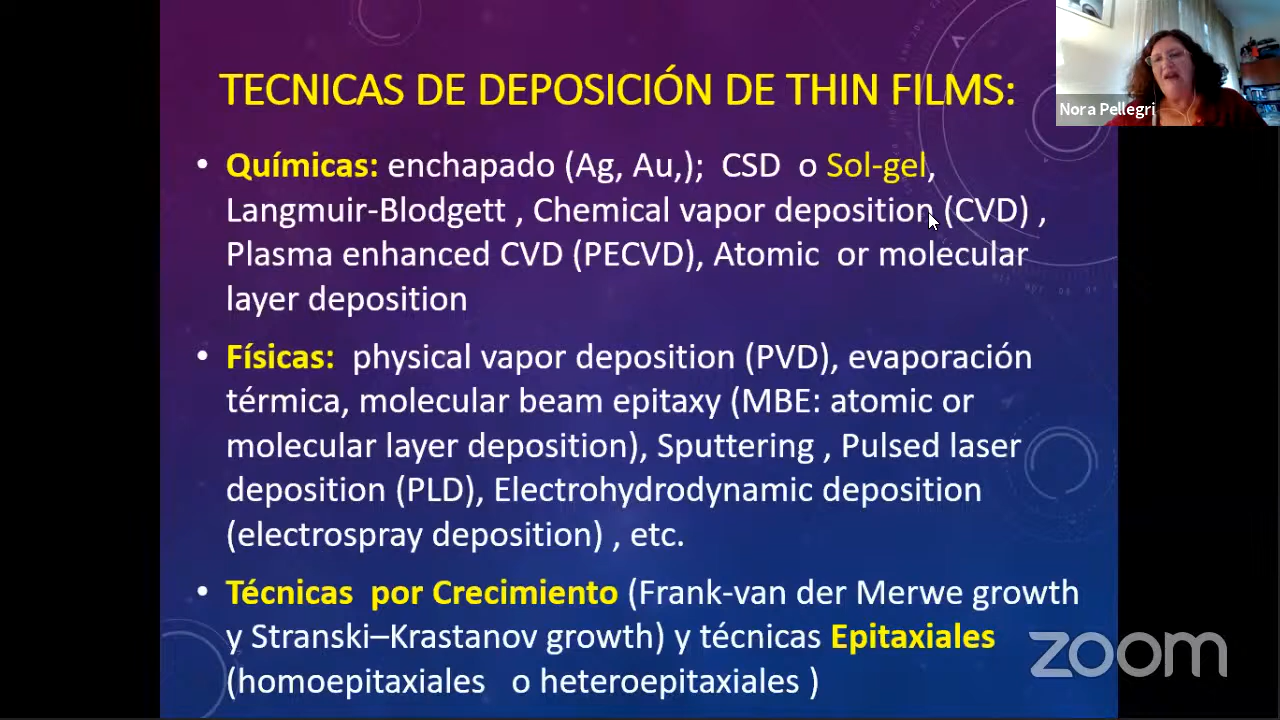 TECNICAS DE DEPOSICIÓN DE THIN FILMS:
Nora Pellegri
• Químicas: enchapado (Ag, Au,); CSD o Sol-gel,
Langmuir-Blodgett , Chemical vapor deposition (CVD) ,
Plasma enhanced CVD (PECVD), Atomic or molecular
layer deposition
• Físicas: physical vapor deposition (PVD), evaporación
térmica, molecular beam epitaxy (MBE: atomic or
molecular layer deposition), Sputtering , Pulsed laser
deposition (PLD), Electrohydrodynamic deposition
(electrospray deposition) , etc.
• Técnicas por Crecimiento (Frank-van der Merwe growth
y Stranski–Krastanov growth) y técnicas Epitaxiales
(homoepitaxiales o heteroepitaxiales )
zoom